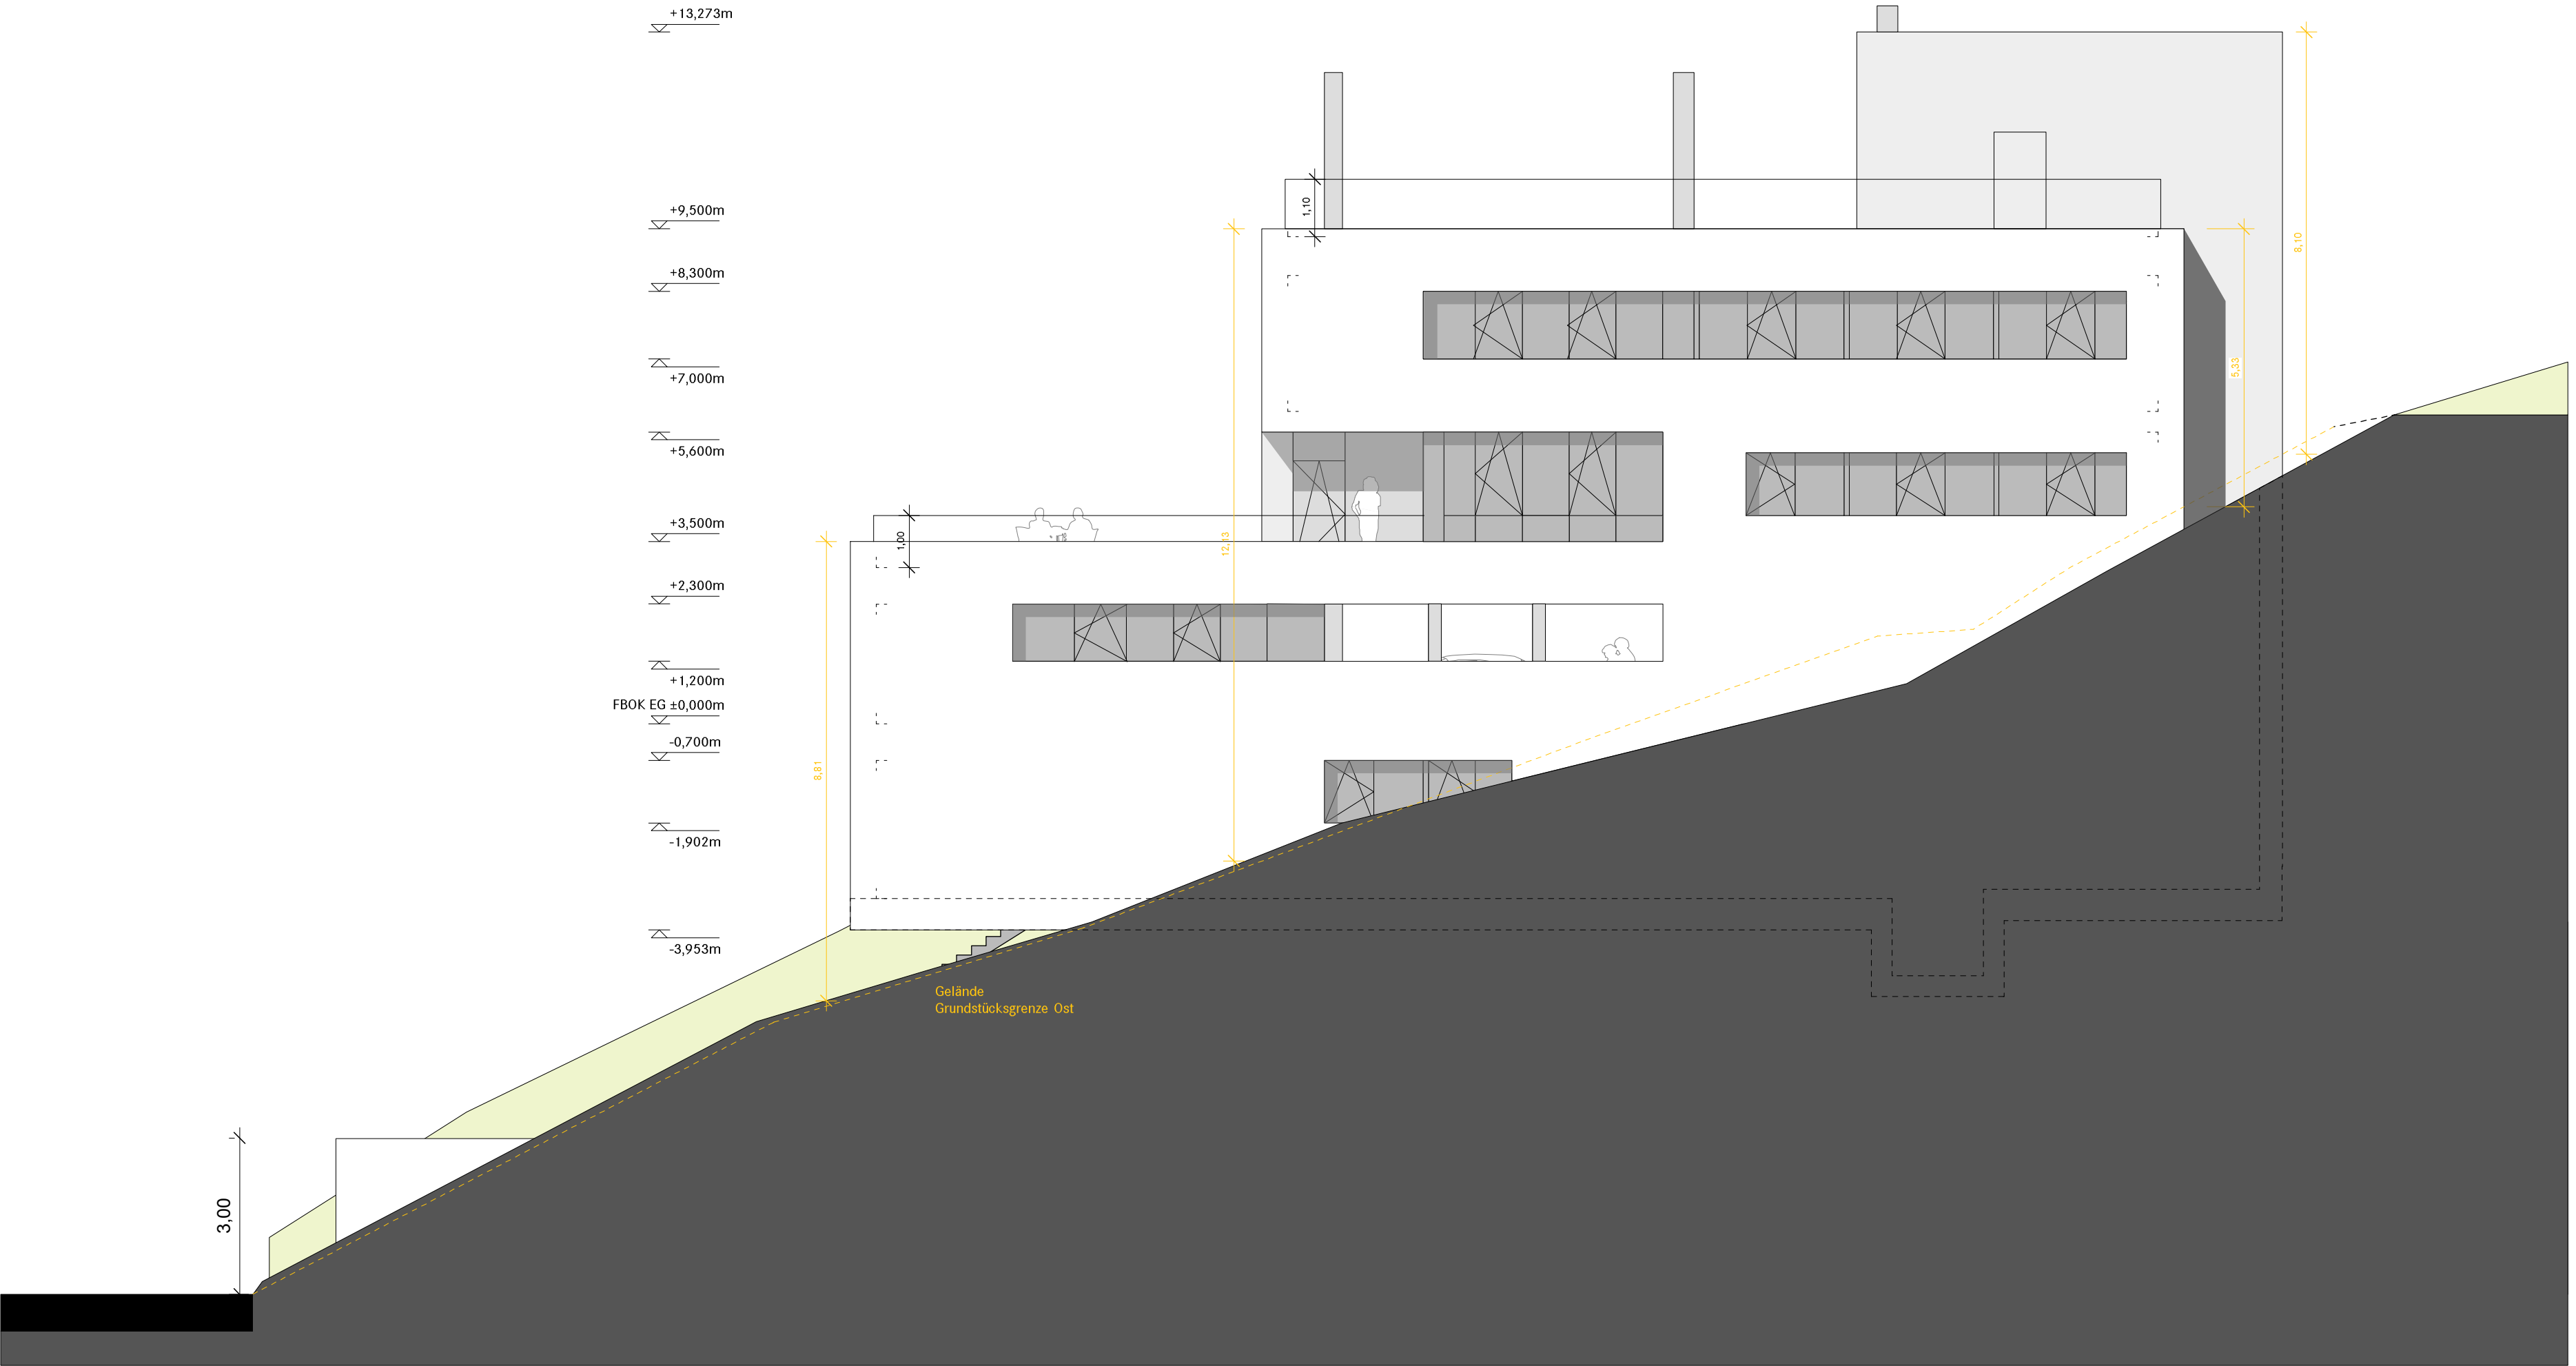 +13,273m
+9,500m
1,10
+8,300m
8,10
+7,000m
5,33
+5,600m
+3,500m
1,00
12,13
+2,300m
+1,200m
FBOK EG ±0,000m
-0,700m
8,81
-1,902m
-3,953m
Gelände
Grundstücksgrenze Ost
3,00